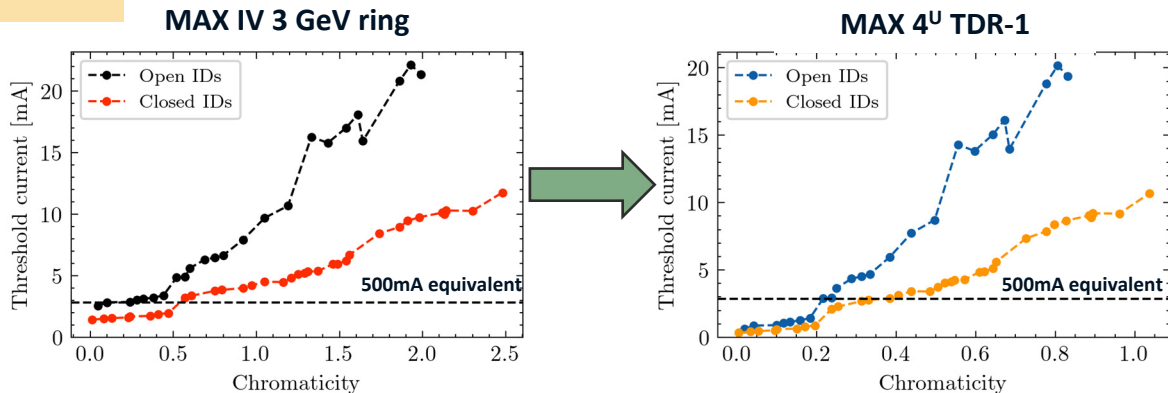 MAX IV 3 GeV ring
Open IDs
Closed IDs
500mA equivalent
Threshold current [mA]
0
5
10
15
20
0.0 0.5 1.0 1.5 2.0 2.5
Chromaticity
MAX 4ᵁ TDR-1
Open IDs
Closed IDs
500mA equivalent
Threshold current [mA]
0
5
10
15
20
0.0 0.2 0.4 0.6 0.8 1.0
Chromaticity